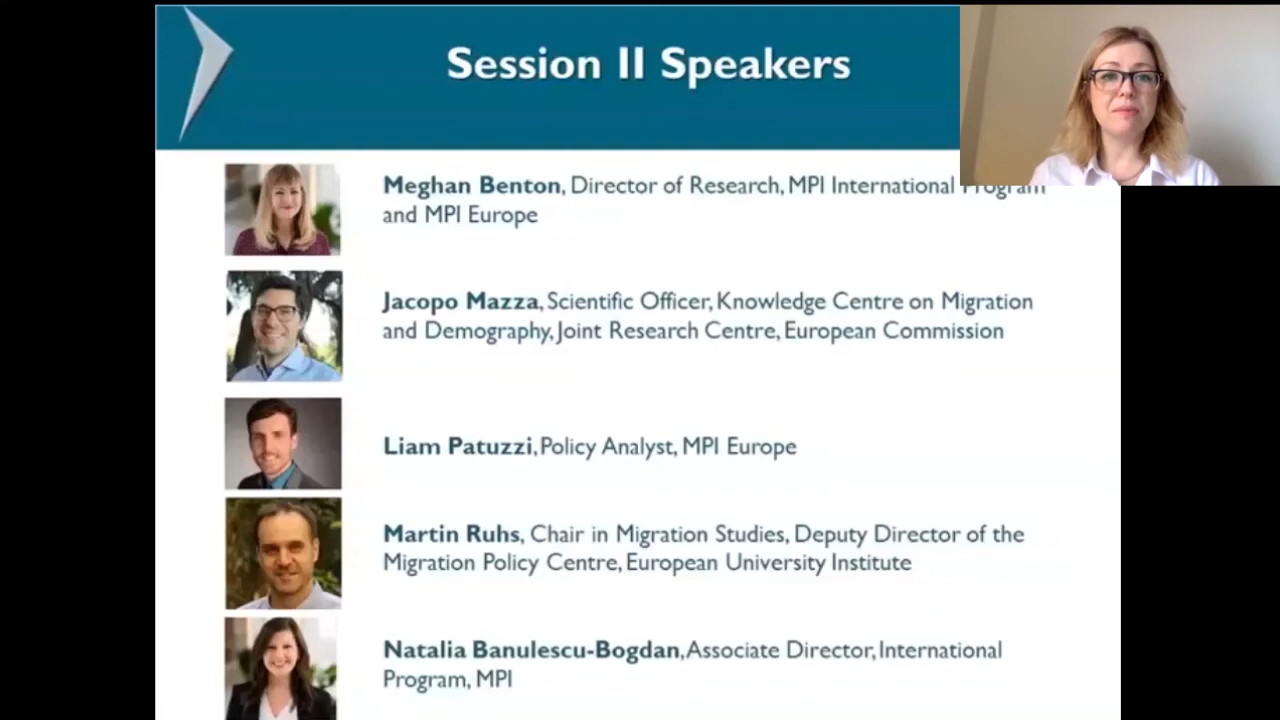 Session II Speakers
Meghan Benton, Director of Research, MPI International Program
and MPI Europe
Jacopo Mazza, Scientific Officer, Knowledge Centre on Migration
and Demography, Joint Research Centre, European Commission
Liam Patuzzi, Policy Analyst, MPI Europe
Martin Ruhs, Chair in Migration Studies, Deputy Director of the
Migration Policy Centre, European University Institute
Natalia Banulescu-Bogdan, Associate Director, International
Program, MPI